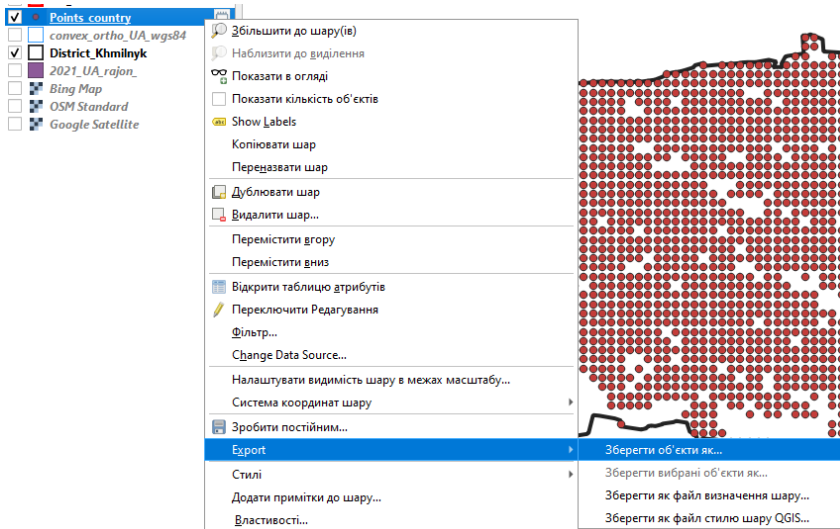 Points country
convex_ortho_UA_wgs84
District_Khmilnyk
2021_UA_rajon_
Bing Map
OSM Standard
Google Satellite
Збільшити до шару(ів)
Наблизити до виділення
Показати в огляді
Показати кількість об'єктів
Show Labels
Копіювати шар
Переназвати шар
Дублювати шар
Видалити шар...
Перемістити вгору
Перемістити вниз
Відкрити таблицю атрибутів
Переключити Редагування
Фільтр...
Change Data Source...
Налаштувати видимість шару в межах масштабу...
Система координат шару
Зробити постійним...
Export
Стилі
Додати примітки до шару...
Властивості...
Зберегти об'єкти як...
Зберегти вибрані об'єкти як...
Зберегти як файл визначення шару...
Зберегти як файл стилю шару QGIS...